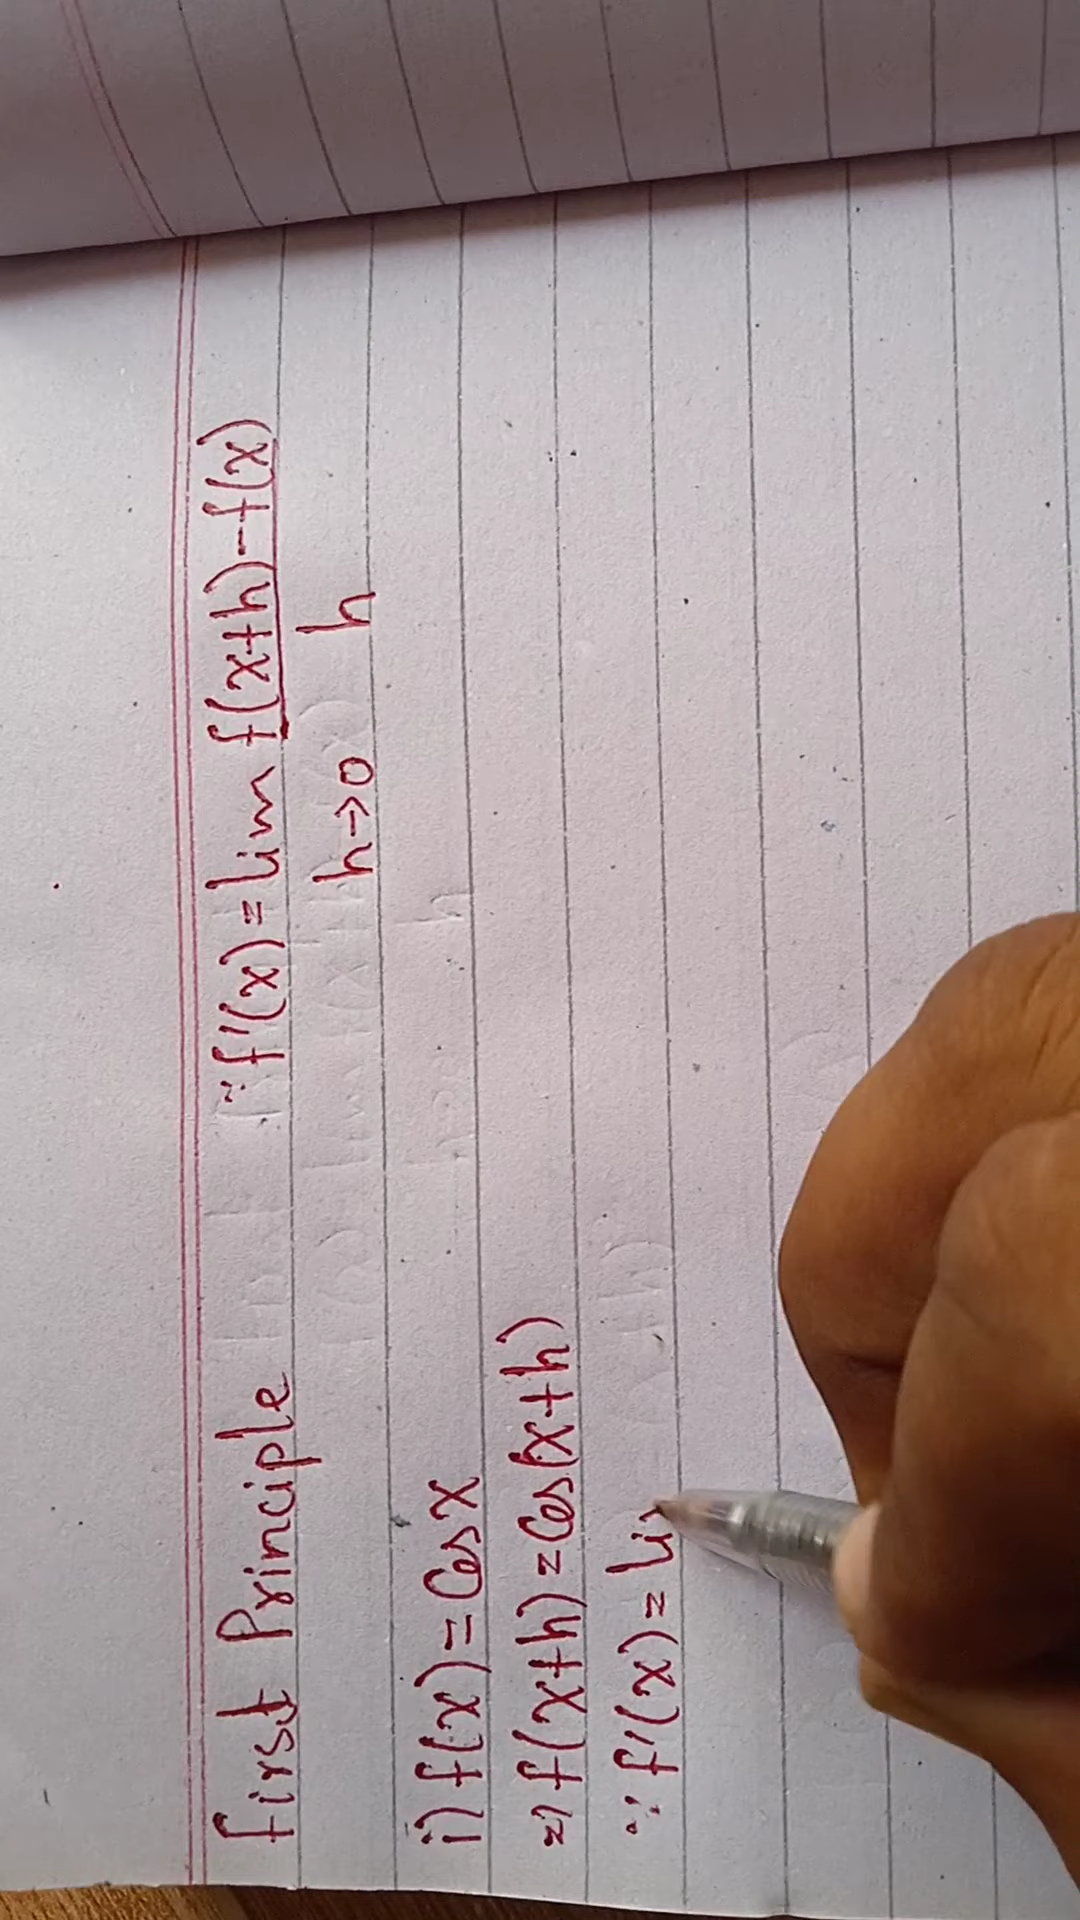 first Principle ∵ f'(x) = lim f(x+h)-f(x)
h→0 h
i) f(x) = Cos x
⇒ f(x+h) = Cos(x+h)
∵ f'(x) = li